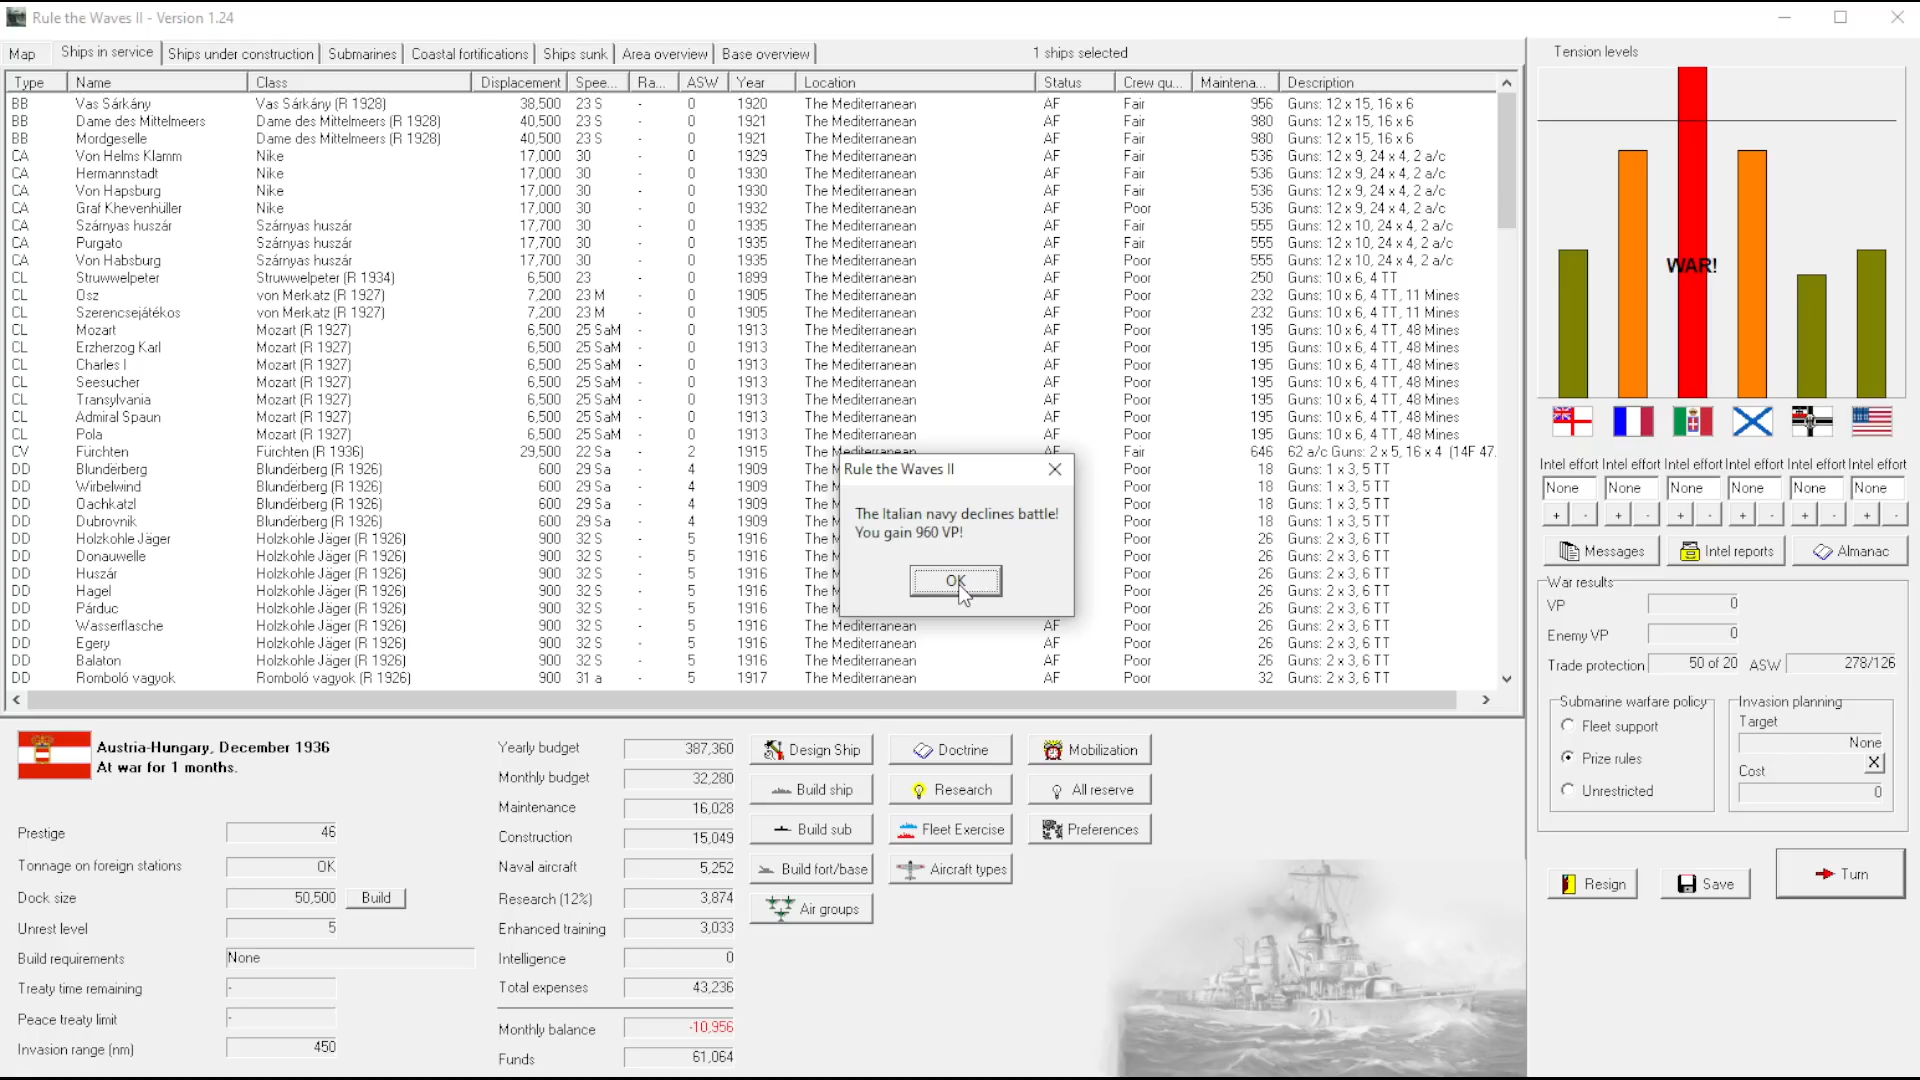 Rule the Waves II - Version 1.24
Map Ships in service Ships under construction Submarines Coastal fortifications Ships sunk Area overview Base overview 1 ships selected
Type Name Class Displacement Spee... Ra... ASW Year Location Status Crew qu... Maintena... Description
BB Vas Sárkány Vas Sárkány (R 1928) 38,500 23 S - 0 1920 The Mediterranean AF Fair 956 Guns: 12 x 15, 16 x 6
BB Dame des Mittelmeers Dame des Mittelmeers (R 1928) 40,500 23 S - 0 1921 The Mediterranean AF Fair 980 Guns: 12 x 15, 16 x 6
BB Mordgeselle Dame des Mittelmeers (R 1928) 40,500 23 S - 0 1921 The Mediterranean AF Fair 980 Guns: 12 x 15, 16 x 6
CA Von Helms Klamm Nike 17,000 30 - 0 1929 The Mediterranean AF Fair 536 Guns: 12 x 9, 24 x 4, 2 a/c
CA Hermannstadt Nike 17,000 30 - 0 1930 The Mediterranean AF Fair 536 Guns: 12 x 9, 24 x 4, 2 a/c
CA Von Hapsburg Nike 17,000 30 - 0 1930 The Mediterranean AF Fair 536 Guns: 12 x 9, 24 x 4, 2 a/c
CA Graf Khevenhüller Nike 17,000 30 - 0 1932 The Mediterranean AF Poor 536 Guns: 12 x 9, 24 x 4, 2 a/c
CA Szárnyas huszár Szárnyas huszár 17,700 30 - 0 1935 The Mediterranean AF Fair 555 Guns: 12 x 10, 24 x 4, 2 a/c
CA Purgato Szárnyas huszár 17,700 30 - 0 1935 The Mediterranean AF Fair 555 Guns: 12 x 10, 24 x 4, 2 a/c
CA Von Habsburg Szárnyas huszár 17,700 30 - 0 1935 The Mediterranean AF Poor 555 Guns: 12 x 10, 24 x 4, 2 a/c
CL Struwwelpeter Struwwelpeter (R 1934) 6,500 23 - 0 1899 The Mediterranean AF Poor 250 Guns: 10 x 6, 4 TT
CL Osz von Merkatz (R 1927) 7,200 23 M - 0 1905 The Mediterranean AF Poor 232 Guns: 10 x 6, 4 TT, 11 Mines
CL Szerencsejátékos von Merkatz (R 1927) 7,200 23 M - 0 1905 The Mediterranean AF Poor 232 Guns: 10 x 6, 4 TT, 11 Mines
CL Mozart Mozart (R 1927) 6,500 25 SaM - 0 1913 The Mediterranean AF Poor 195 Guns: 10 x 6, 4 TT, 48 Mines
CL Erzherzog Karl Mozart (R 1927) 6,500 25 SaM - 0 1913 The Mediterranean AF Poor 195 Guns: 10 x 6, 4 TT, 48 Mines
CL Charles I Mozart (R 1927) 6,500 25 SaM - 0 1913 The Mediterranean AF Poor 195 Guns: 10 x 6, 4 TT, 48 Mines
CL Seesucher Mozart (R 1927) 6,500 25 SaM - 0 1913 The Mediterranean AF Poor 195 Guns: 10 x 6, 4 TT, 48 Mines
CL Transylvania Mozart (R 1927) 6,500 25 SaM - 0 1913 The Mediterranean AF Poor 195 Guns: 10 x 6, 4 TT, 48 Mines
CL Admiral Spaun Mozart (R 1927) 6,500 25 SaM - 0 1913 The Mediterranean AF Poor 195 Guns: 10 x 6, 4 TT, 48 Mines
CL Pola Mozart (R 1927) 6,500 25 SaM - 0 1913 The Mediterranean AF Poor 195 Guns: 10 x 6, 4 TT, 48 Mines
CV Fürchten Fürchten (R 1936) 29,500 22 Sa - 2 1915 The Mediterranean AF Fair 646 62 a/c Guns: 2 x 5, 16 x 4 (14F 47.
DD Blunderberg Blunderberg (R 1926) 600 29 Sa - 4 1909 The M Poor 18 Guns: 1 x 3, 5 TT
DD Wirbelwind Blunderberg (R 1926) 600 29 Sa - 4 1909 The M Poor 18 Guns: 1 x 3, 5 TT
DD Oachkatzl Blunderberg (R 1926) 600 29 Sa - 4 1909 The M Poor 18 Guns: 1 x 3, 5 TT
DD Dubrovnik Blunderberg (R 1926) 600 29 Sa - 4 1909 The M Poor 18 Guns: 1 x 3, 5 TT
DD Holzkohle Jäger Holzkohle Jäger (R 1926) 900 32 S - 5 1916 The M Poor 26 Guns: 2 x 3, 6 TT
DD Donauwelle Holzkohle Jäger (R 1926) 900 32 S - 5 1916 The M Poor 26 Guns: 2 x 3, 6 TT
DD Huszár Holzkohle Jäger (R 1926) 900 32 S - 5 1916 The M Poor 26 Guns: 2 x 3, 6 TT
DD Hagel Holzkohle Jäger (R 1926) 900 32 S - 5 1916 The M Poor 26 Guns: 2 x 3, 6 TT
DD Párduc Holzkohle Jäger (R 1926) 900 32 S - 5 1916 The M Poor 26 Guns: 2 x 3, 6 TT
DD Wasserflasche Holzkohle Jäger (R 1926) 900 32 S - 5 1916 The Mediterranean AF Poor 26 Guns: 2 x 3, 6 TT
DD Egery Holzkohle Jäger (R 1926) 900 32 S - 5 1916 The Mediterranean AF Poor 26 Guns: 2 x 3, 6 TT
DD Balaton Holzkohle Jäger (R 1926) 900 32 S - 5 1916 The Mediterranean AF Poor 26 Guns: 2 x 3, 6 TT
DD Romboló vagyok Romboló vagyok (R 1926) 900 31 a - 5 1917 The Mediterranean AF Poor 32 Guns: 2 x 3, 6 TT
Rule the Waves II
The Italian navy declines battle!
You gain 960 VP!
OK
Tension levels
WAR!
Intel effort Intel effort Intel effort Intel effort Intel effort Intel effort
None None None None None None
+ - + - + - + - + - + -
Messages Intel reports Almanac
War results
VP 0
Enemy VP 0
Trade protection 50 of 20 ASW 278/126
Submarine warfare policy
Fleet support
Prize rules
Unrestricted
Invasion planning
Target
None
Cost X
0
Resign Save Turn
Austria-Hungary, December 1936
At war for 1 months.
Prestige 46
Tonnage on foreign stations OK
Dock size 50,500 Build
Unrest level 5
Build requirements None
Treaty time remaining -
Peace treaty limit -
Invasion range (nm) 450
Yearly budget 387,360
Monthly budget 32,280
Maintenance 16,028
Construction 15,049
Naval aircraft 5,252
Research (12%) 3,874
Enhanced training 3,033
Intelligence 0
Total expenses 43,236
Monthly balance -10,956
Funds 61,064
Design Ship Doctrine Mobilization
Build ship Research All reserve
Build sub Fleet Exercise Preferences
Build fort/base Aircraft types
Air groups